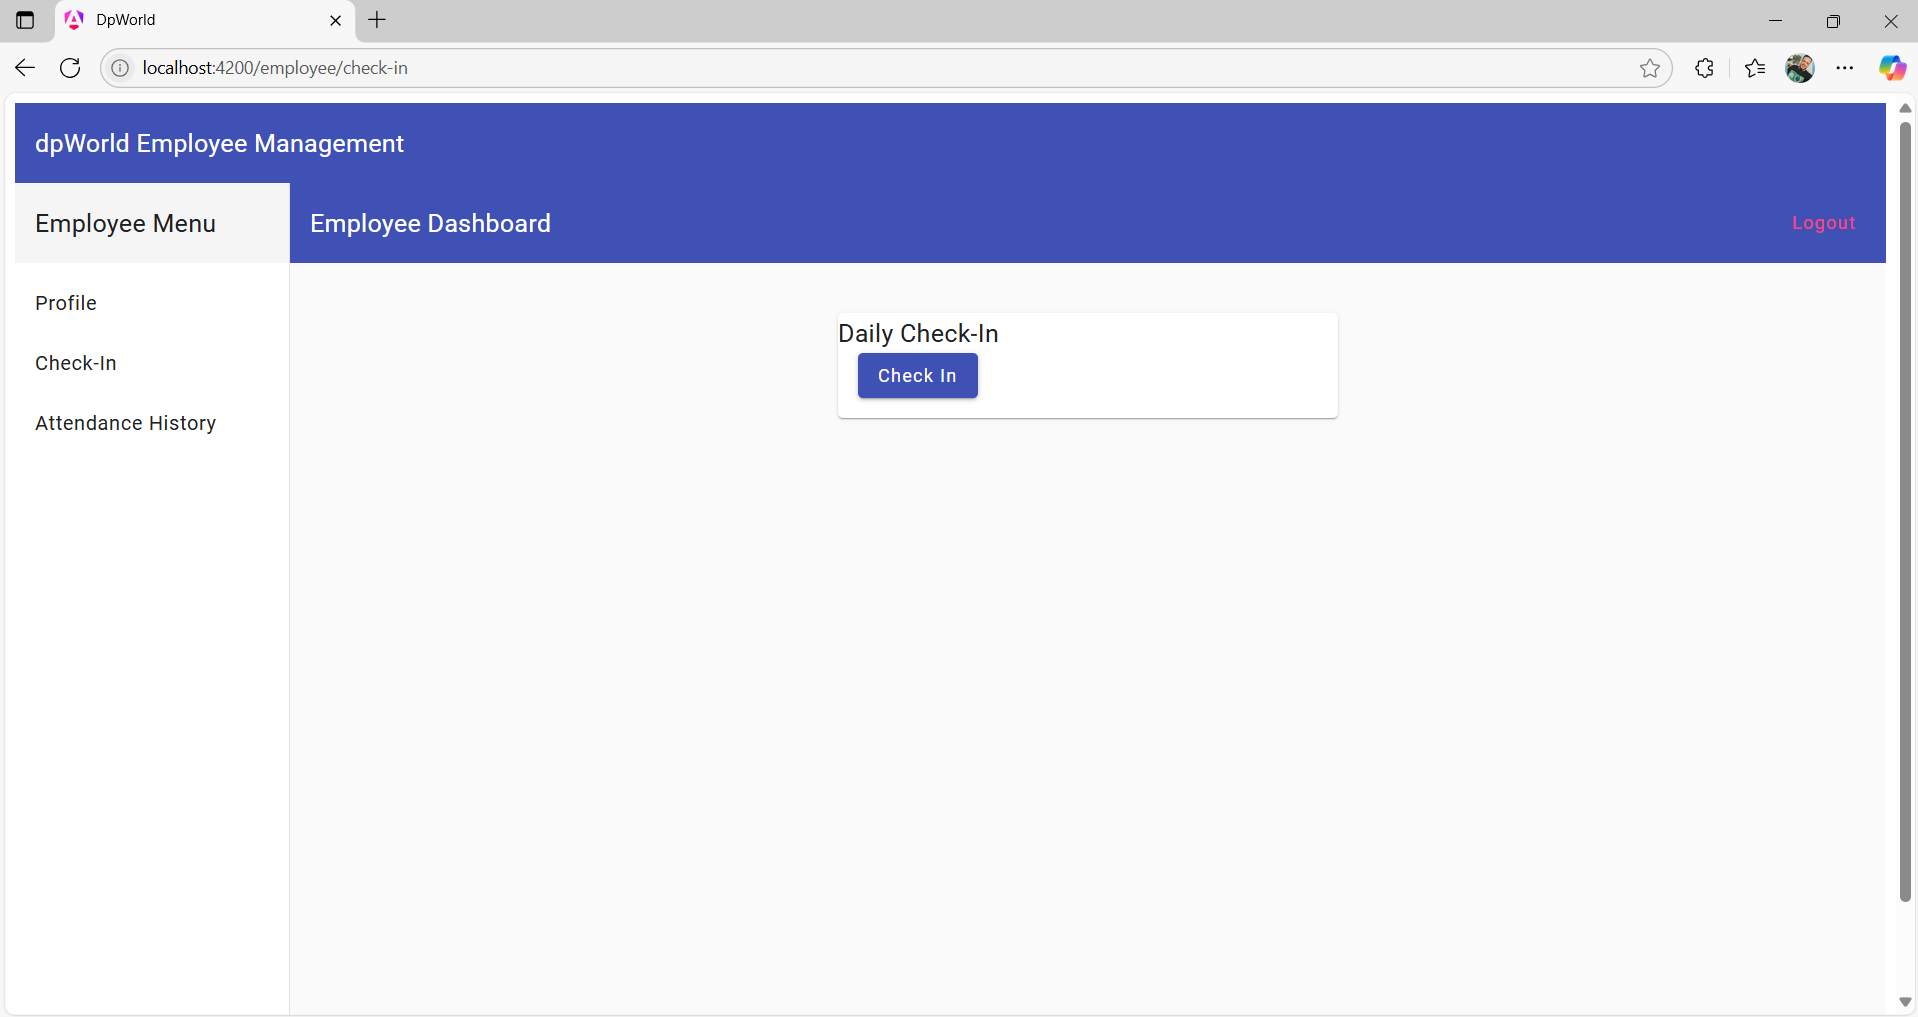 DpWorld
localhost:4200/employee/check-in
dpWorld Employee Management
Employee Menu
Employee Dashboard
Logout
Profile
Check-In
Attendance History
Daily Check-In
Check In